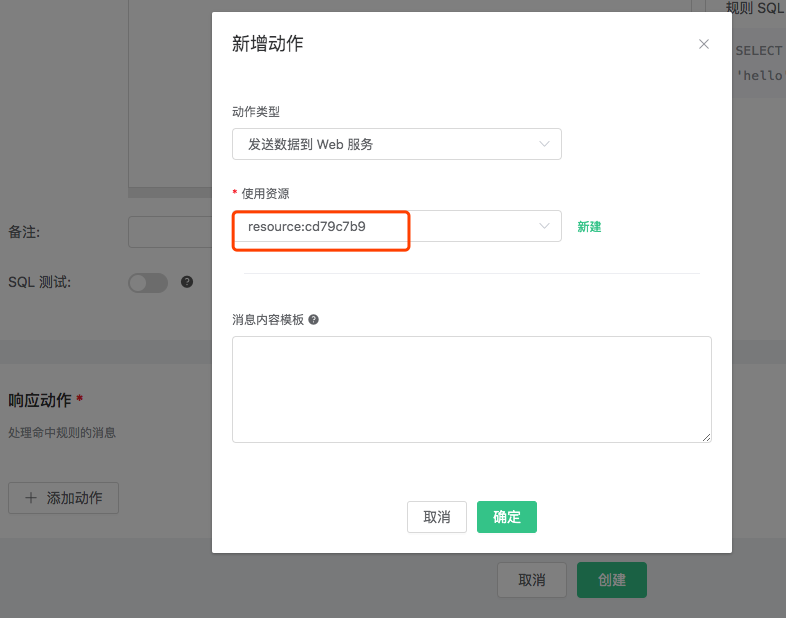 规则 SQL
SELECT
'hello
备注:
SQL 测试:
响应动作 *
处理命中规则的消息
添加动作
新增动作
动作类型
发送数据到 Web 服务
* 使用资源
resource:cd79c7b9
新建
消息内容模板
取消
确定
取消
创建